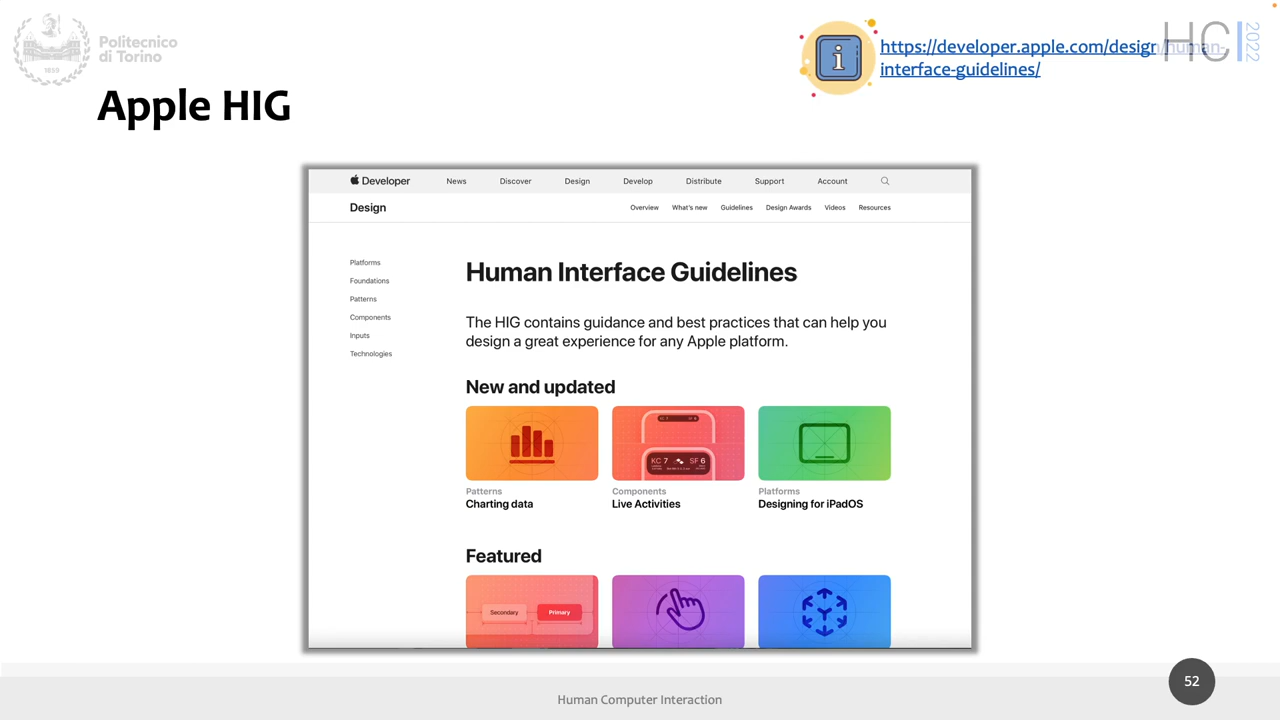 Politecnico
di Torino
1859
https://developer.apple.com/design/human-
interface-guidelines/
HCI
2022
Apple HIG
Developer
News
Discover
Design
Develop
Distribute
Support
Account
Design
Overview
What's new
Guidelines
Design Awards
Videos
Resources
Platforms
Foundations
Patterns
Components
Inputs
Technologies
Human Interface Guidelines
The HIG contains guidance and best practices that can help you
design a great experience for any Apple platform.
New and updated
KC 7
SF 6
Patterns
Charting data
Components
Live Activities
Platforms
Designing for iPadOS
Featured
Secondary
Primary
Human Computer Interaction
52